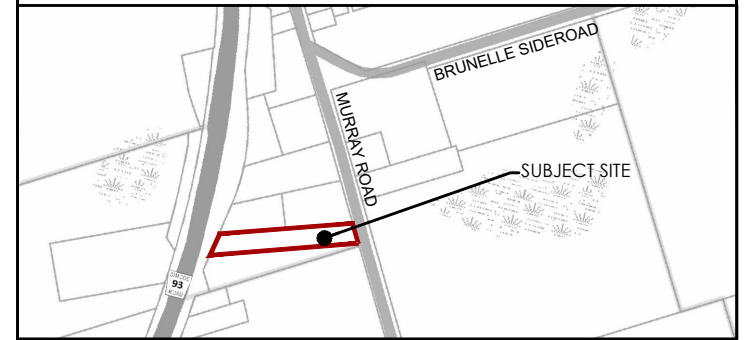 BRUNELLE SIDEROAD
MURRAY ROAD
SUBJECT SITE
SIMCOE
93
ROAD